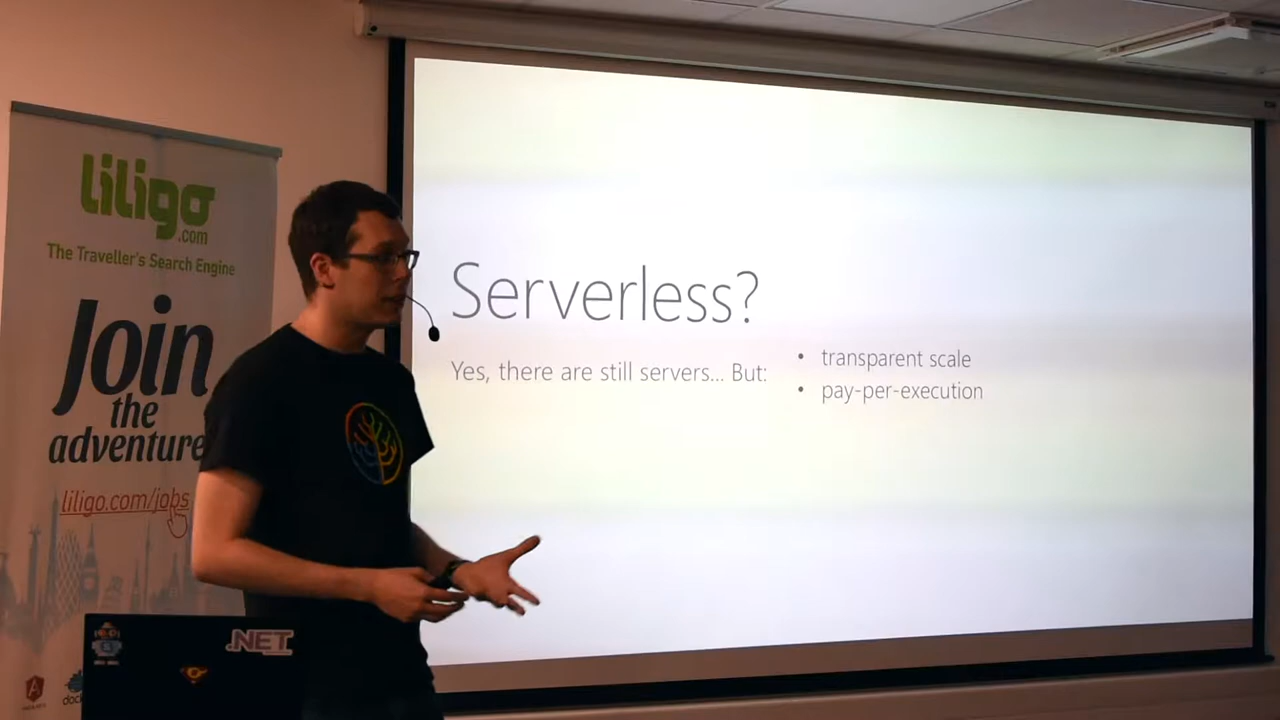 liligo
.com
The Traveller's Search Engine
Join
the
adventure
liligo.com/jobs
.NET
Serverless?
Yes, there are still servers... But:
• transparent scale
• pay-per-execution